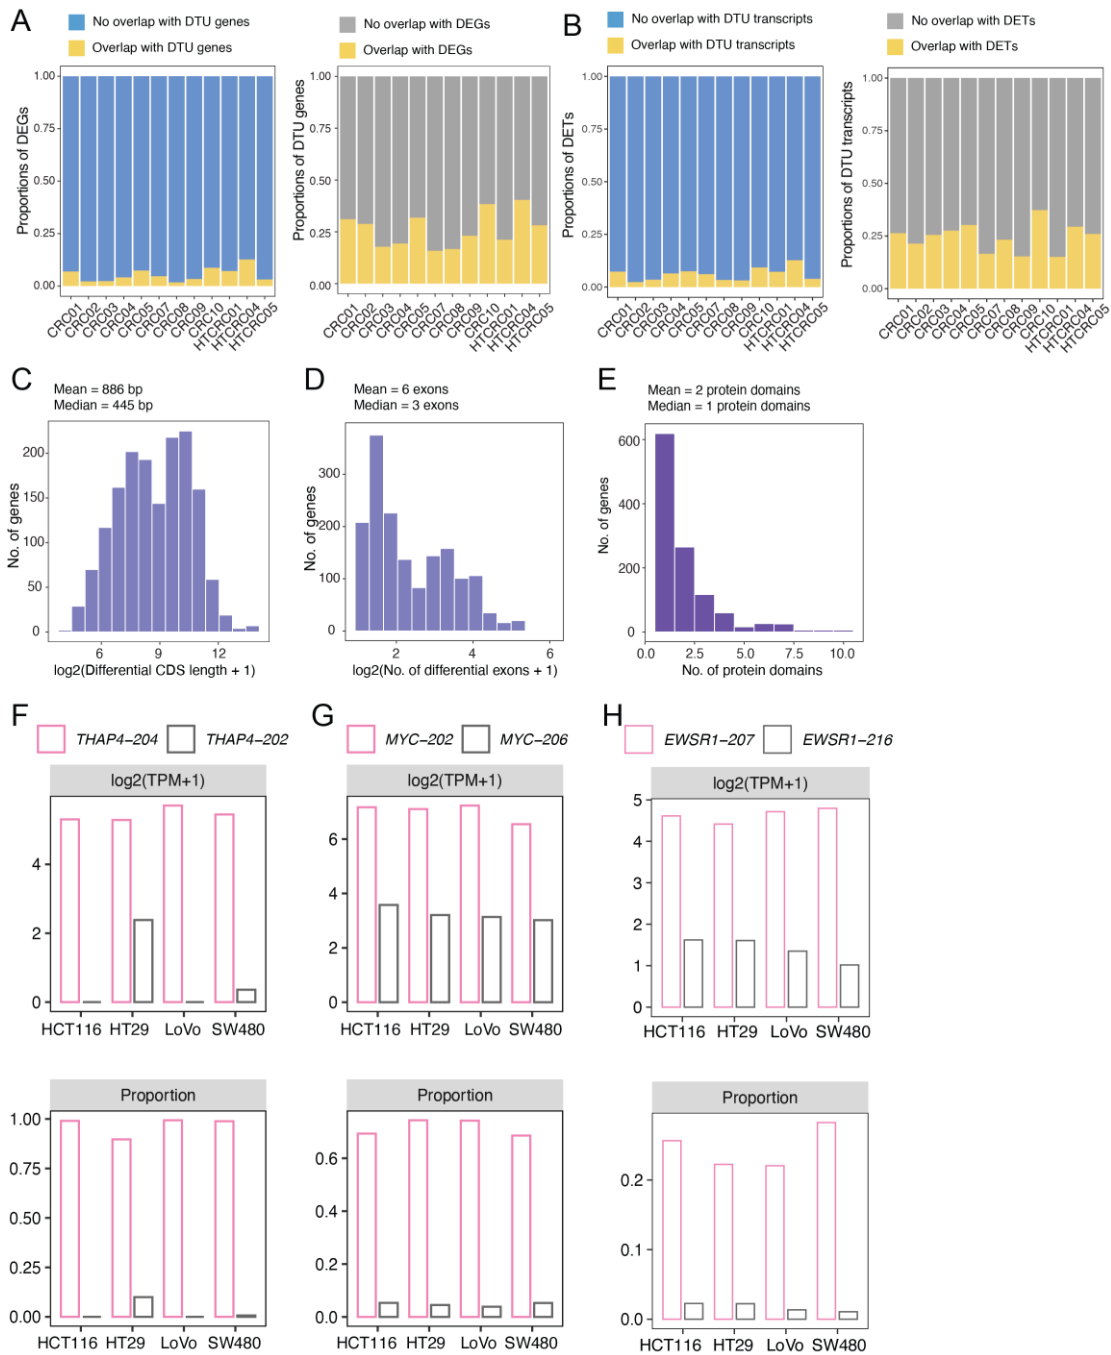 A
No overlap with DTU genes
Overlap with DTU genes
No overlap with DEGs
Overlap with DEGs
B
No overlap with DTU transcripts
Overlap with DTU transcripts
No overlap with DETs
Overlap with DETs
Proportions of DEGs
1.00
0.75
0.50
0.25
0.00
CRC01
CRC02
CRC03
CRC04
CRC05
CRC07
CRC08
CRC09
CRC10
HTCRC01
HTCRC04
HTCRC05
Proportions of DTU genes
1.00
0.75
0.50
0.25
0.00
CRC01
CRC02
CRC03
CRC04
CRC05
CRC07
CRC08
CRC09
CRC10
HTCRC01
HTCRC04
HTCRC05
Proportions of DETs
1.00
0.75
0.50
0.25
0.00
CRC01
CRC02
CRC03
CRC04
CRC05
CRC07
CRC08
CRC09
CRC10
HTCRC01
HTCRC04
HTCRC05
Proportions of DTU transcripts
1.00
0.75
0.50
0.25
0.00
CRC01
CRC02
CRC03
CRC04
CRC05
CRC07
CRC08
CRC09
CRC10
HTCRC01
HTCRC04
HTCRC05
C
Mean = 886 bp
Median = 445 bp
No. of genes
200
150
100
50
0
6 9 12
log2(Differential CDS length + 1)
D
Mean = 6 exons
Median = 3 exons
No. of genes
300
200
100
0
2 4 6
log2(No. of differential exons + 1)
E
Mean = 2 protein domains
Median = 1 protein domains
No. of genes
600
400
200
0
0.0 2.5 5.0 7.5 10.0
No. of protein domains
F
THAP4-204 THAP4-202
log2(TPM+1)
4
2
0
HCT116 HT29 LoVo SW480
Proportion
1.00
0.75
0.50
0.25
0.00
HCT116 HT29 LoVo SW480
G
MYC-202 MYC-206
log2(TPM+1)
6
4
2
0
HCT116 HT29 LoVo SW480
Proportion
0.6
0.4
0.2
0.0
HCT116 HT29 LoVo SW480
H
EWSR1-207 EWSR1-216
log2(TPM+1)
5
4
3
2
1
0
HCT116 HT29 LoVo SW480
Proportion
0.2
0.1
0.0
HCT116 HT29 LoVo SW480